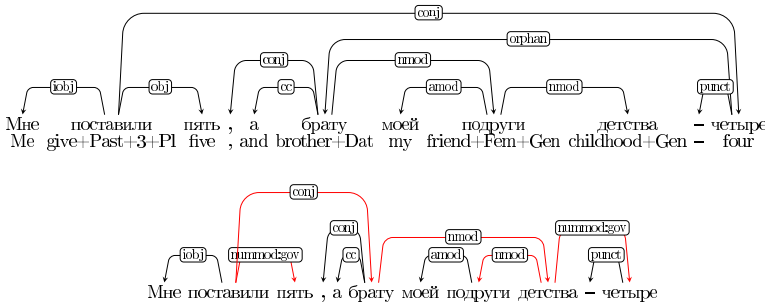 conj
orphan
conj nmod
iobj obj cc amod nmod punct
Мне поставили пять , а брату моей подруги детства – четыре
Me give+Past+3+Pl five , and brother+Dat my friend+Fem+Gen childhood+Gen – four
conj
conj nmod nummod:gov
iobj nummod:gov cc amod nmod punct
Мне поставили пять , а брату моей подруги детства – четыре